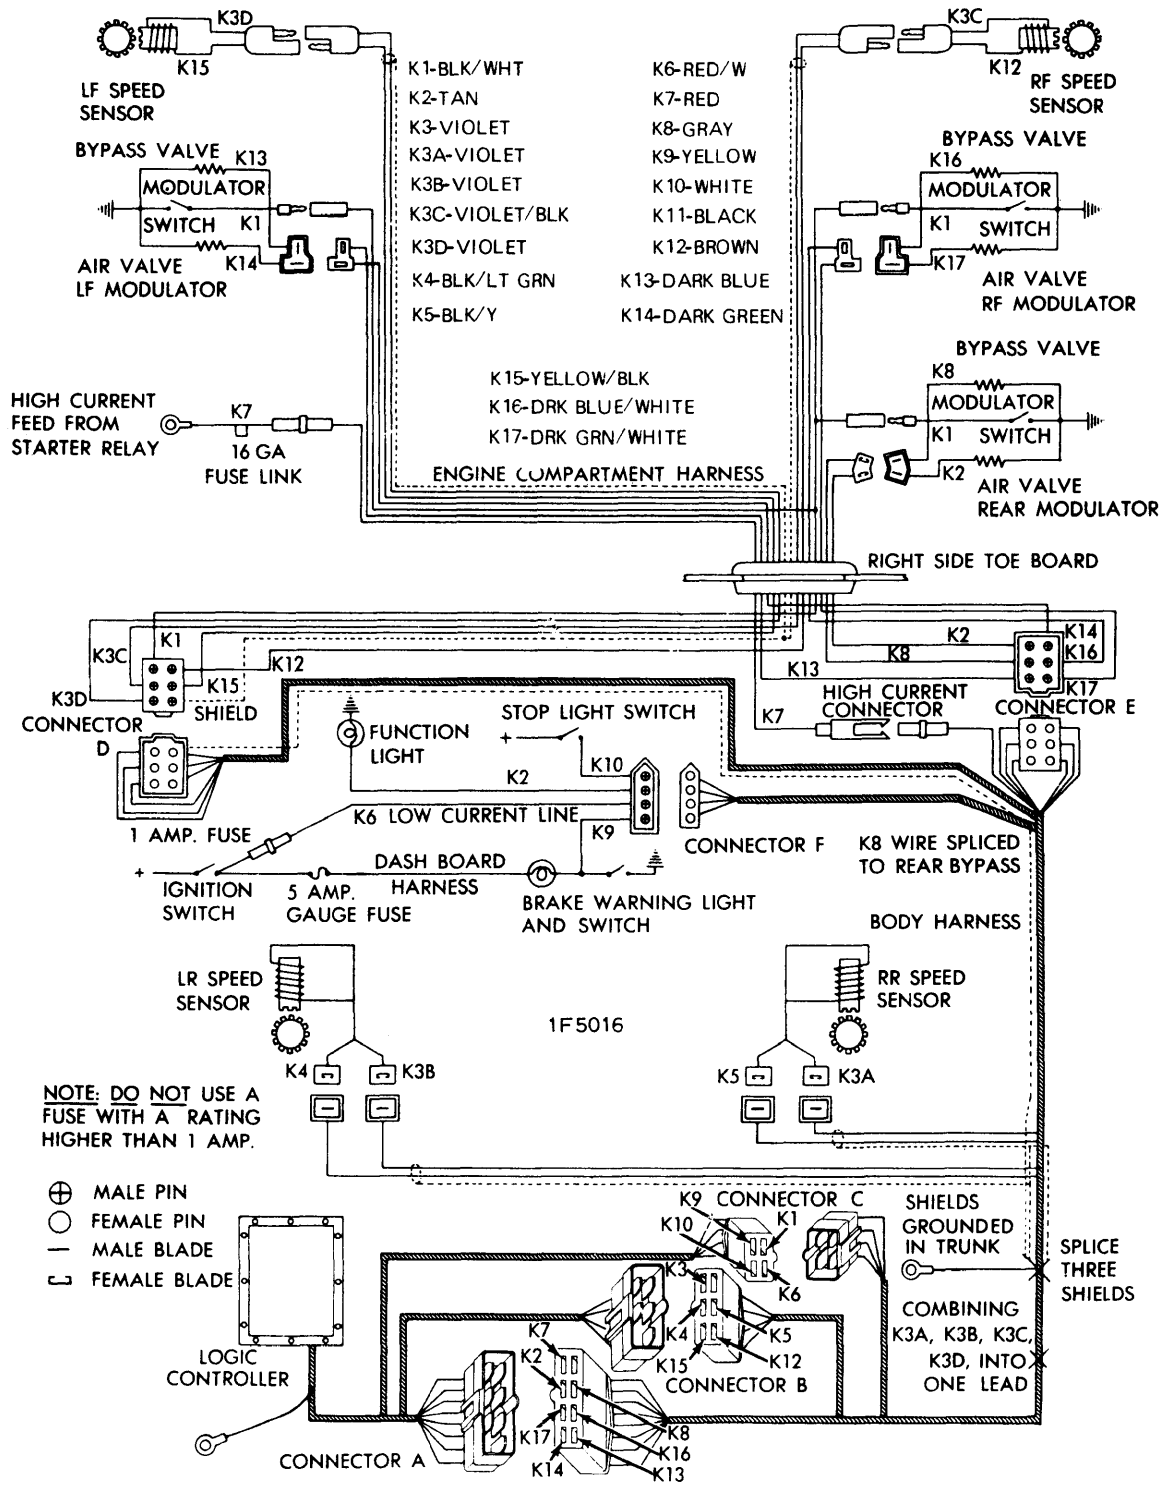 K3D
K15
LF SPEED
SENSOR
K3C
K12
RF SPEED
SENSOR
K1-BLK/WHT
K2-TAN
K3-VIOLET
K3A-VIOLET
K3B-VIOLET
K3C-VIOLET/BLK
K3D-VIOLET
K4-BLK/LT GRN
K5-BLK/Y
K6-RED/W
K7-RED
K8-GRAY
K9-YELLOW
K10-WHITE
K11-BLACK
K12-BROWN
K13-DARK BLUE
K14-DARK GREEN
K15-YELLOW/BLK
K16-DRK BLUE/WHITE
K17-DRK GRN/WHITE
BYPASS VALVE
K13
MODULATOR
SWITCH
K1
K14
AIR VALVE
LF MODULATOR
BYPASS VALVE
K16
MODULATOR
K1
SWITCH
K17
AIR VALVE
RF MODULATOR
BYPASS VALVE
K8
MODULATOR
K1
SWITCH
K2
AIR VALVE
REAR MODULATOR
HIGH CURRENT
FEED FROM
STARTER RELAY
K7
16 GA
FUSE LINK
ENGINE COMPARTMENT HARNESS
RIGHT SIDE TOE BOARD
K1
K3C
K12
K15
K3D
SHIELD
CONNECTOR
D
K2
K8
K13
K14
K16
K17
CONNECTOR E
HIGH CURRENT
CONNECTOR
K7
FUNCTION
LIGHT
STOP LIGHT SWITCH
+
K10
K2
K6 LOW CURRENT LINE
K9
CONNECTOR F
1 AMP. FUSE
+
IGNITION
SWITCH
5 AMP.
GAUGE FUSE
DASH BOARD
HARNESS
BRAKE WARNING LIGHT
AND SWITCH
K8 WIRE SPLICED
TO REAR BYPASS
BODY HARNESS
LR SPEED
SENSOR
RR SPEED
SENSOR
1F5016
K4
K3B
K5
K3A
NOTE: DO NOT USE A
FUSE WITH A RATING
HIGHER THAN 1 AMP.
MALE PIN
FEMALE PIN
MALE BLADE
FEMALE BLADE
LOGIC
CONTROLLER
CONNECTOR C
K9
K10
K1
K6
K3
K4
K5
K15
K12
CONNECTOR B
K7
K2
K17
K14
K8
K16
K13
CONNECTOR A
SHIELDS
GROUNDED
IN TRUNK
SPLICE
THREE
SHIELDS
COMBINING
K3A, K3B, K3C,
K3D, INTO
ONE LEAD